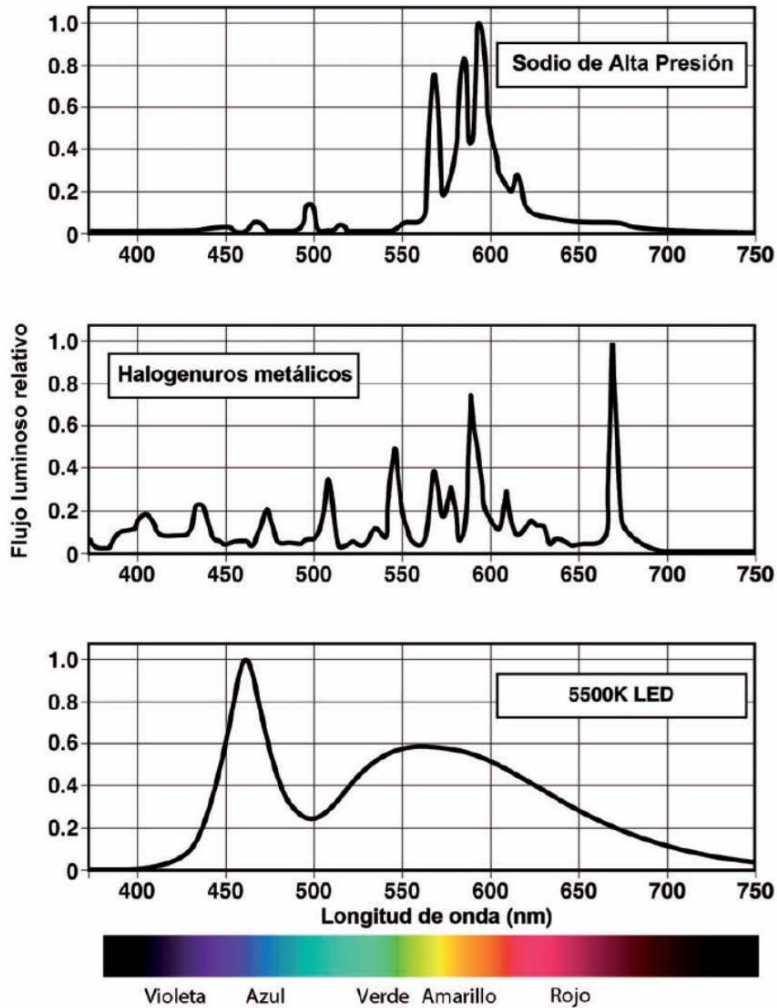 1.0
Sodio de Alta Presión
0.8
0.6
0.4
0.2
0
400 450 500 550 600 650 700 750
Flujo luminoso relativo
1.0
Halogenuros metálicos
0.8
0.6
0.4
0.2
0
400 450 500 550 600 650 700 750
1.0
5500K LED
0.8
0.6
0.4
0.2
0
400 450 500 550 600 650 700 750
Longitud de onda (nm)
Violeta Azul Verde Amarillo Rojo